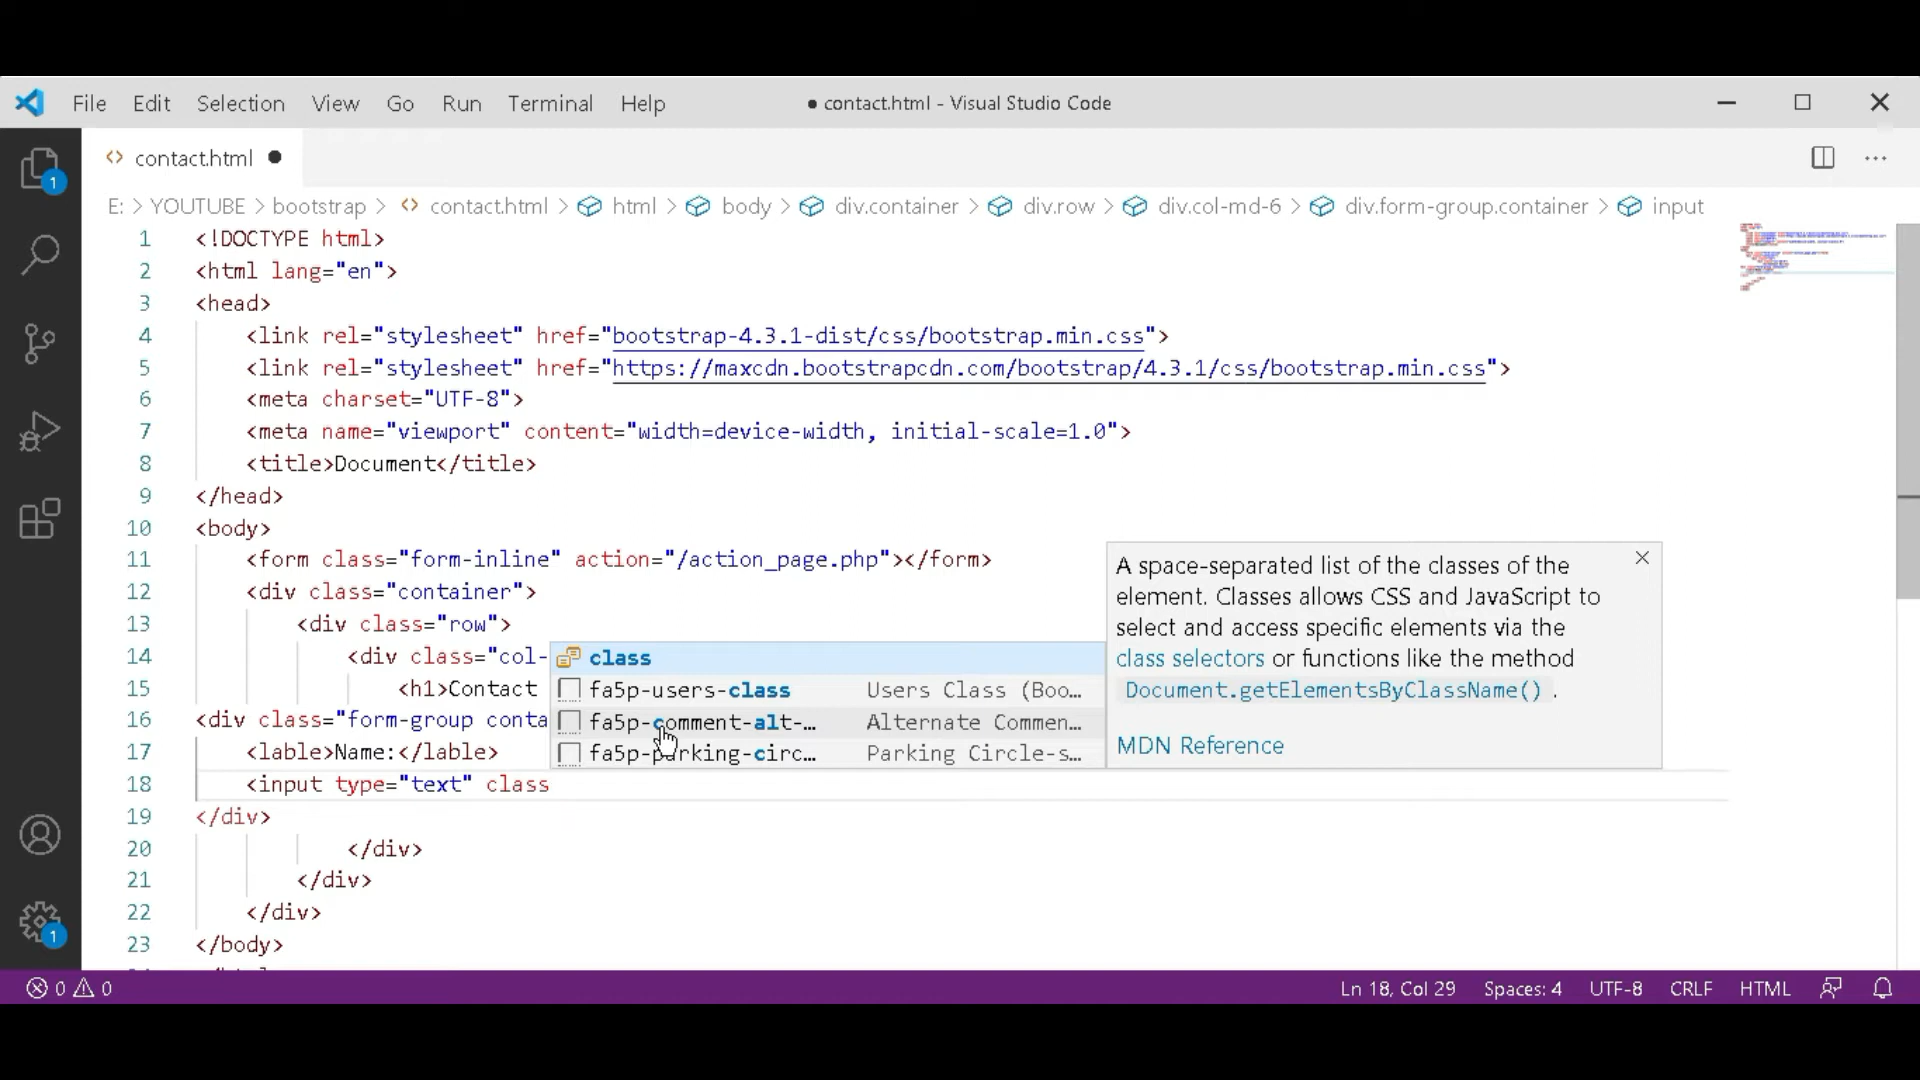 File Edit Selection View Go Run Terminal Help ● contact.html - Visual Studio Code
<> contact.html ●
E: > YOUTUBE > bootstrap > <> contact.html > html > body > div.container > div.row > div.col-md-6 > div.form-group.container > input
1 <!DOCTYPE html>
2 <html lang="en">
3 <head>
4 <link rel="stylesheet" href="bootstrap-4.3.1-dist/css/bootstrap.min.css">
5 <link rel="stylesheet" href="https://maxcdn.bootstrapcdn.com/bootstrap/4.3.1/css/bootstrap.min.css">
6 <meta charset="UTF-8">
7 <meta name="viewport" content="width=device-width, initial-scale=1.0">
8 <title>Document</title>
9 </head>
10 <body>
11 <form class="form-inline" action="/action_page.php"></form>
12 <div class="container">
13 <div class="row">
14 <div class="col-
15 <h1>Contact
16 <div class="form-group conta
17 <lable>Name:</lable>
18 <input type="text" class
19 </div>
20 </div>
21 </div>
22 </div>
23 </body>
class
fa5p-users-class Users Class (Boo…
fa5p-comment-alt-… Alternate Commen…
fa5p-parking-circ… Parking Circle-s…
A space-separated list of the classes of the
element. Classes allows CSS and JavaScript to
select and access specific elements via the
class selectors or functions like the method
Document.getElementsByClassName() .
MDN Reference
1
1
0 0 Ln 18, Col 29 Spaces: 4 UTF-8 CRLF HTML